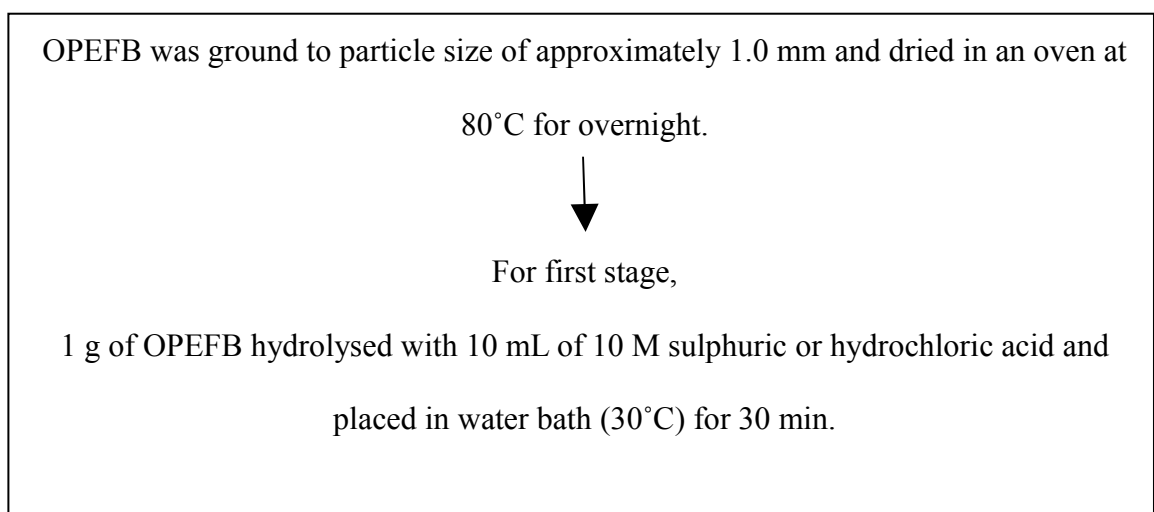 OPEFB was ground to particle size of approximately 1.0 mm and dried in an oven at
80˚C for overnight.
For first stage,
1 g of OPEFB hydrolysed with 10 mL of 10 M sulphuric or hydrochloric acid and
placed in water bath (30˚C) for 30 min.